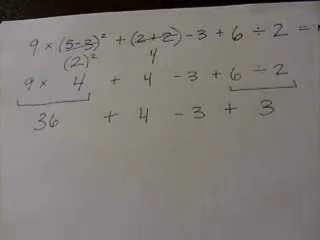 9 × (5-3)² + (2+2) - 3 + 6 ÷ 2 =
(2)² 4
9 × 4 + 4 - 3 + 6 ÷ 2
36 + 4 - 3 + 3